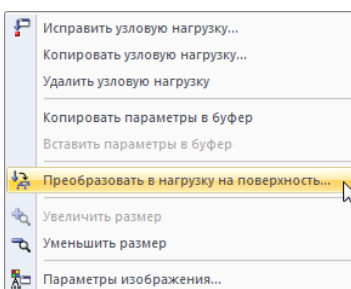 Исправить узловую нагрузку...
Копировать узловую нагрузку...
Удалить узловую нагрузку
Копировать параметры в буфер
Вставить параметры в буфер
Преобразовать в нагрузку на поверхность...
Увеличить размер
Уменьшить размер
Параметры изображения...